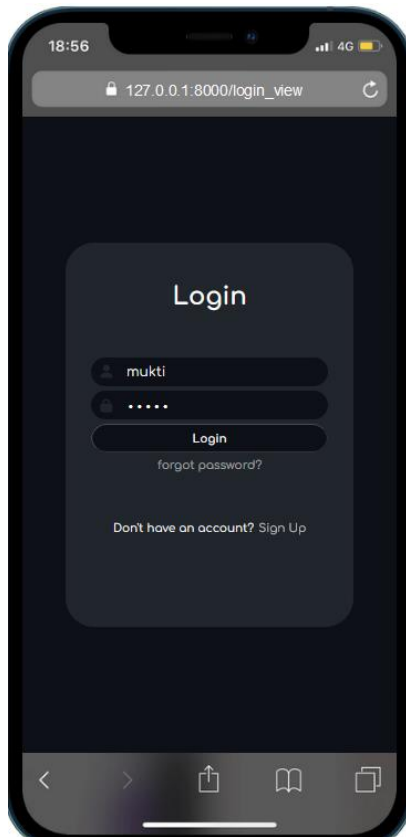 18:56 4G
127.0.0.1:8000/login_view
Login
mukti
•••••
Login
forgot password?
Don't have an account? Sign Up